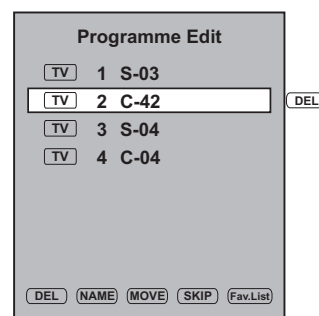 Programme Edit
TV 1 S-03
TV 2 C-42 DEL
TV 3 S-04
TV 4 C-04
DEL NAME MOVE SKIP Fav.List